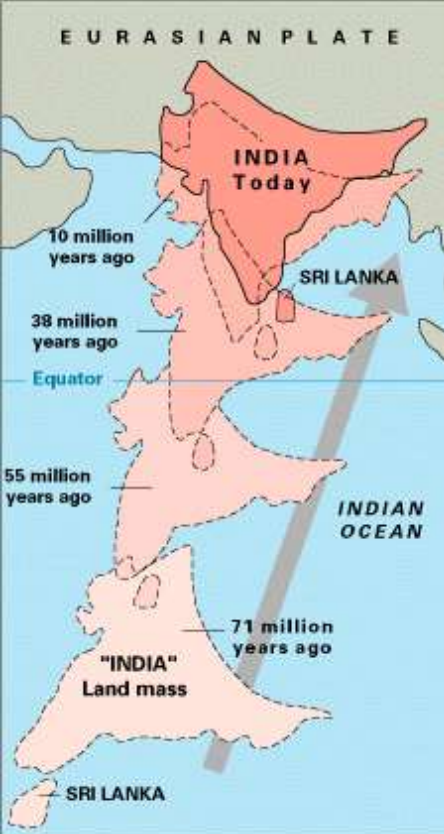 EURASIAN PLATE
INDIA
Today
10 million
years ago
SRI LANKA
38 million
years ago
Equator
55 million
years ago
INDIAN
OCEAN
71 million
years ago
"INDIA"
Land mass
SRI LANKA